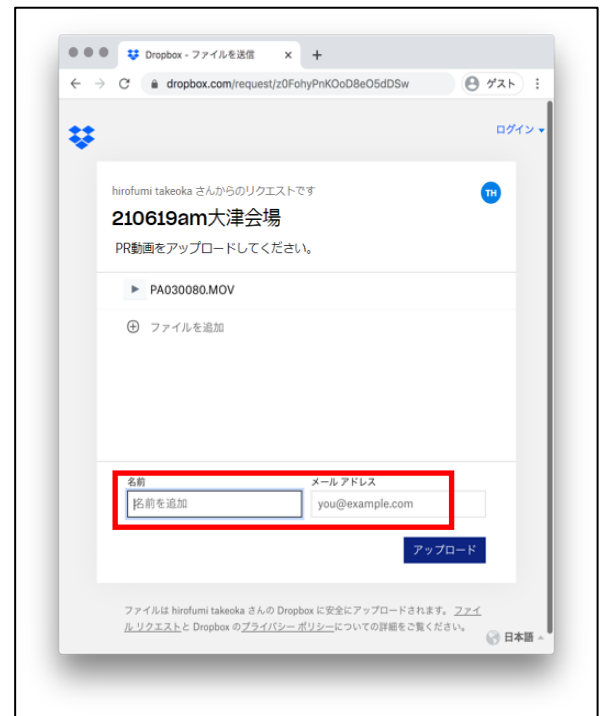 Dropbox - ファイルを送信
dropbox.com/request/z0FohyPnKOoD8eO5dDSw ゲスト
ログイン
hirofumi takeoka さんからのリクエストです
TH
210619am大津会場
PR動画をアップロードしてください。
PA030080.MOV
ファイルを追加
名前 メール アドレス
名前を追加 you@example.com
アップロード
ファイルは hirofumi takeoka さんの Dropbox に安全にアップロードされます。 ファイ
ル リクエストと Dropbox のプライバシー ポリシーについての詳細をご覧ください。
日本語